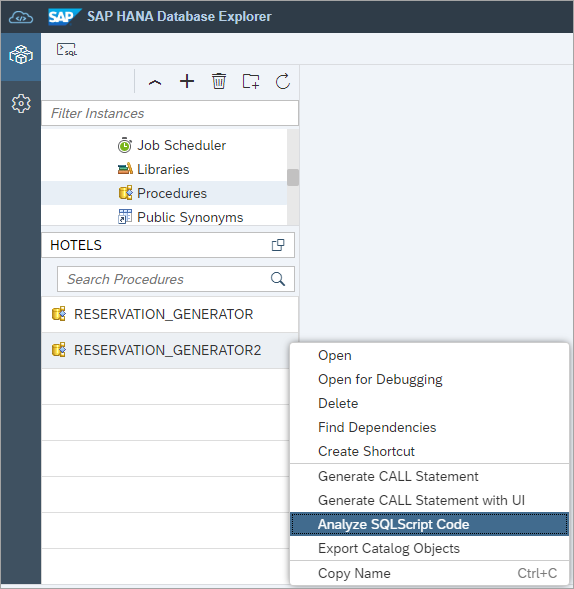 SAP SAP HANA Database Explorer
SQL
Filter Instances
Job Scheduler
Libraries
Procedures
Public Synonyms
HOTELS
Search Procedures
RESERVATION_GENERATOR
RESERVATION_GENERATOR2
Open
Open for Debugging
Delete
Find Dependencies
Create Shortcut
Generate CALL Statement
Generate CALL Statement with UI
Analyze SQLScript Code
Export Catalog Objects
Copy Name Ctrl+C